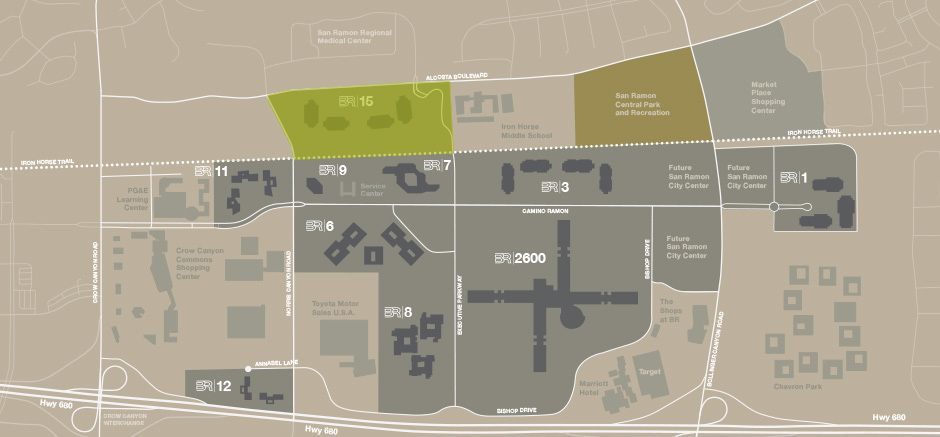 San Ramon Regional
Medical Center
ALCOSTA BOULEVARD
BR|15
San Ramon
Central Park
and Recreation
Market
Place
Shopping
Center
Iron Horse
Middle School
IRON HORSE TRAIL
IRON HORSE TRAIL
BR|11
BR|9
BR|7
Service
Center
BR|3
Future
San Ramon
City Center
Future
San Ramon
City Center
BR|1
PG&E
Learning
Center
CAMINO RAMON
BR|6
Crow Canyon
Commons
Shopping
Center
BR|2600
Future
San Ramon
City Center
BISHOP DRIVE
CROW CANYON ROAD
MORRIS CANYON ROAD
EXECUTIVE PARKWAY
BOLLINGER CANYON ROAD
Toyota Motor
Sales U.S.A.
BR|8
The
Shops
at BR
ANNABEL LANE
BR|12
Marriott
Hotel
Target
Chevron Park
Hwy 680
CROW CANYON
INTERCHANGE
Hwy 680
BISHOP DRIVE
Hwy 680